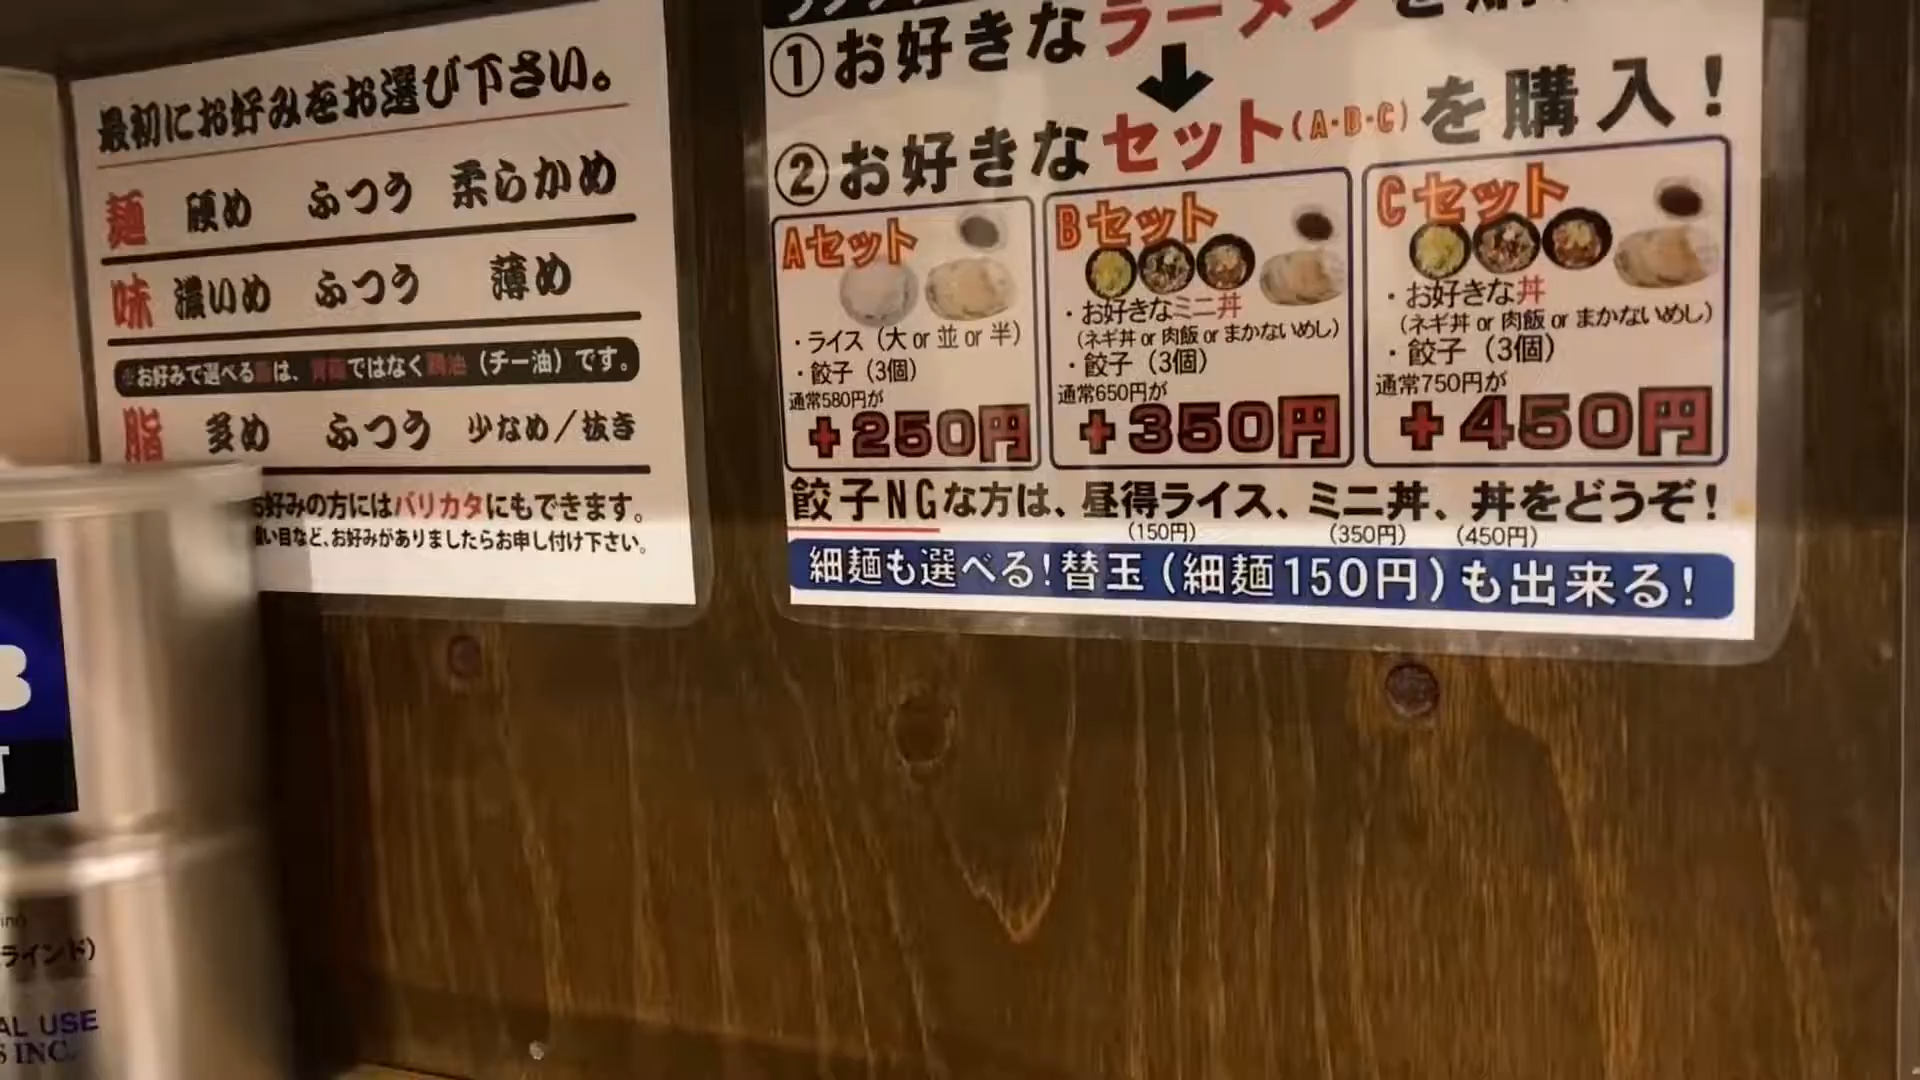 最初にお好みをお選び下さい。
麺 硬め ふつう 柔らかめ
味 濃いめ ふつう 薄め
※お好みで選べる脂は、背脂ではなく鶏油（チー油）です。
脂 多め ふつう 少なめ／抜き
お好みの方にはバリカタにもできます。
い目など、お好みがありましたらお申し付け下さい。
①お好きなラーメンを購
②お好きなセット(A・B・C)を購入！
Aセット
・ライス（大 or 並 or 半）
・餃子（3個）
通常580円が
+250円
Bセット
・お好きなミニ丼
（ネギ丼 or 肉飯 or まかないめし）
・餃子（3個）
通常650円が
+350円
Cセット
・お好きな丼
（ネギ丼 or 肉飯 or まかないめし）
・餃子（3個）
通常750円が
+450円
餃子NGな方は、昼得ライス、ミニ丼、丼をどうぞ！
（150円） （350円） （450円）
細麺も選べる！替玉（細麺150円）も出来る！
ラインド）
AL USE
S INC.